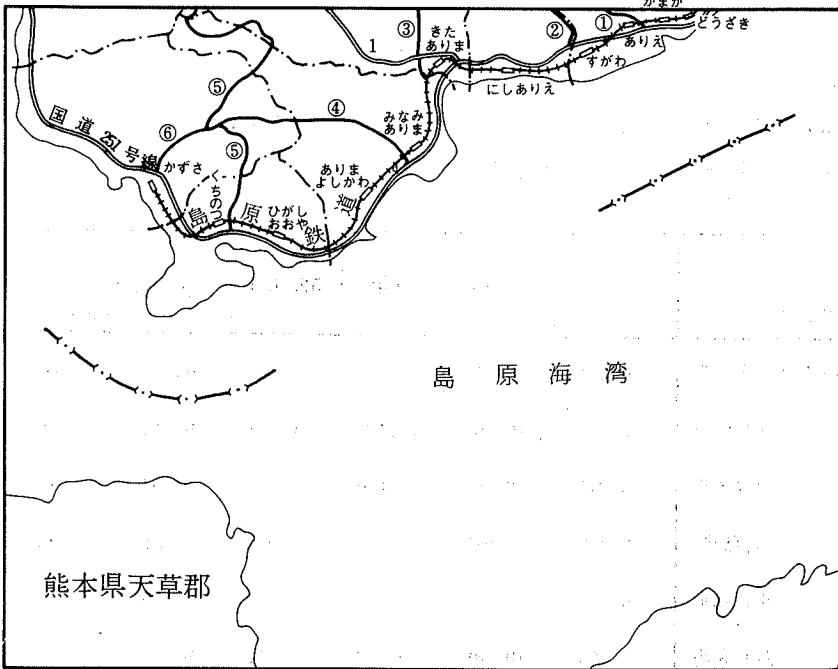 かまが
どうざき
①
ありえ
すがわ
②
③
きた
ありま
1
にしありえ
⑤
④
みなみ
ありま
⑥
⑤
国道251号線
かずさ
くちのつ
ありま
よしかわ
ひがし
おおや
島原鉄道
島原海湾
熊本県天草郡